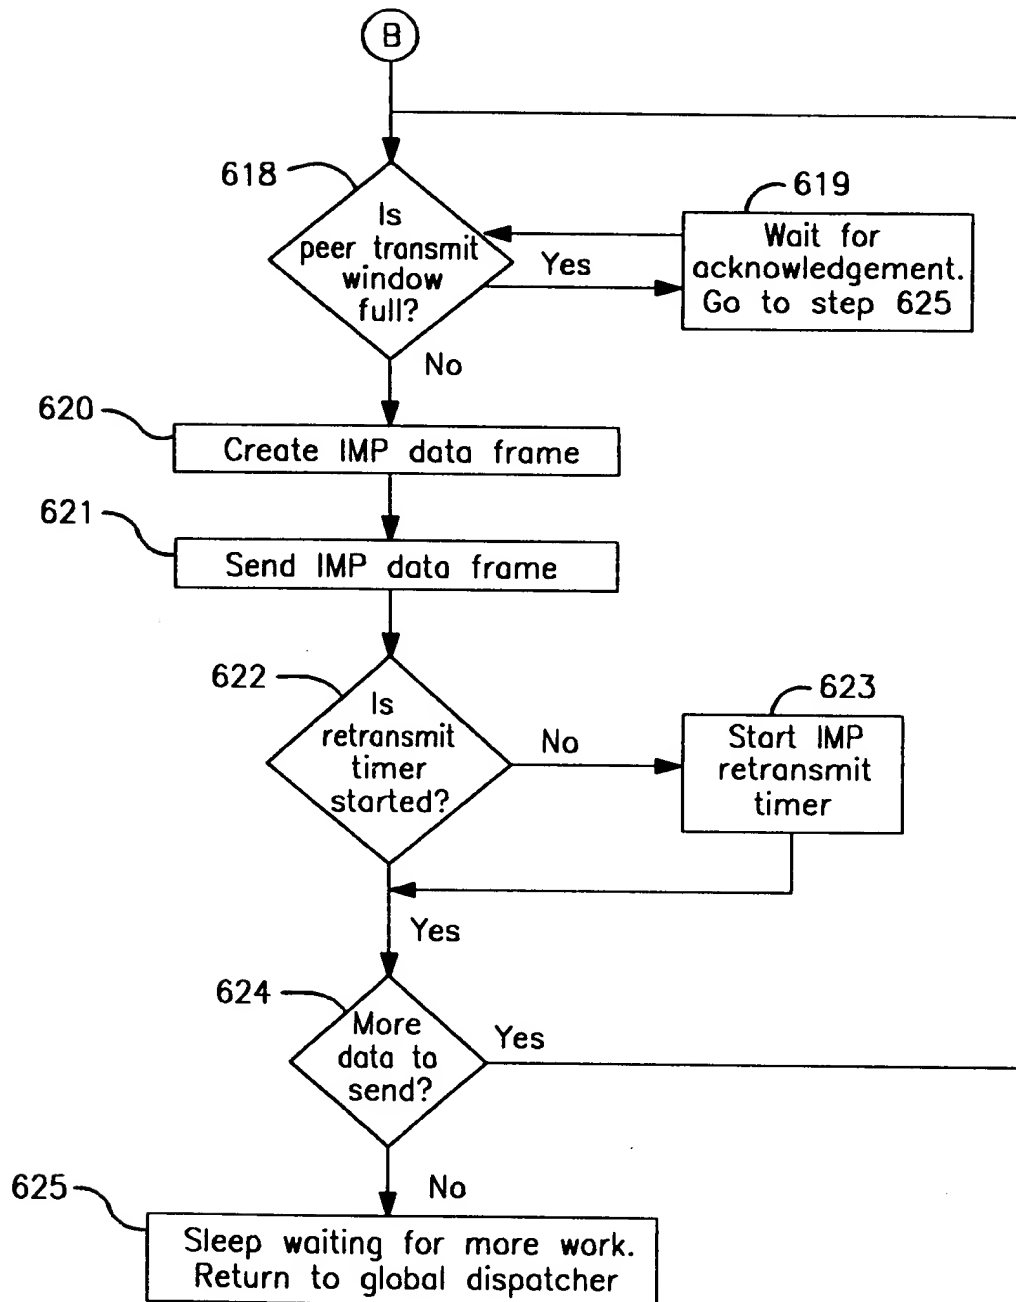 B
618
Is
peer transmit
window
full?
Yes
619
Wait for
acknowledgement.
Go to step 625
No
620
Create IMP data frame
621
Send IMP data frame
622
Is
retransmit
timer
started?
No
623
Start IMP
retransmit
timer
Yes
624
More
data to
send?
Yes
No
625
Sleep waiting for more work.
Return to global dispatcher